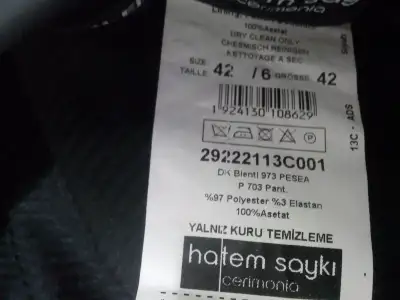 100%Asetat
DRY CLEAN ONLY
CHEMISCH REINIGEN
NETTOYAGE A SEC
SIZE
TAILLE 42 / 6 GRÖSSE 42
1 924130 108629
29222113C001
DK Blenti 973 PESEA
P 703 Pant.
%97 Polyester %3 Elastan
100%Asetat
YALNIZ KURU TEMİZLEME
hatem saykı
cerimonia
13C - ADS